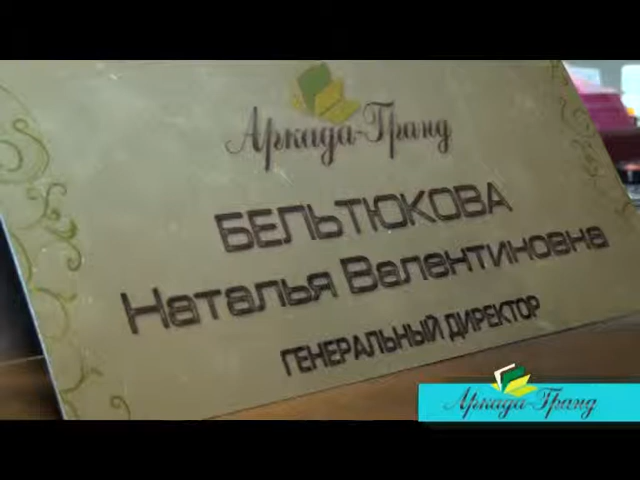 Аркада-Гранд
БЕЛЬТЮКОВА
Наталья Валентиновна
ГЕНЕРАЛЬНЫЙ ДИРЕКТОР
Аркада-Гранд